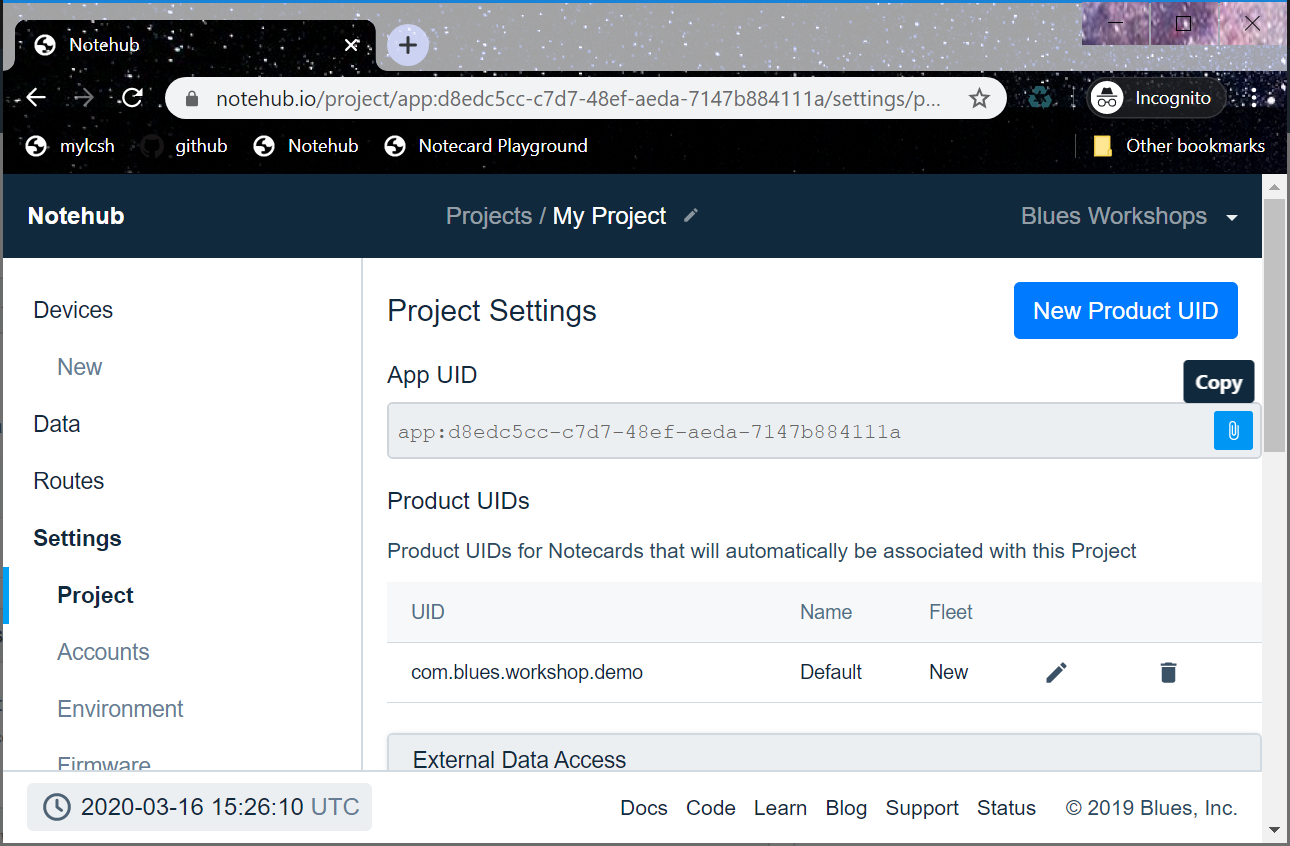 Notehub
notehub.io/project/app:d8edc5cc-c7d7-48ef-aeda-7147b884111a/settings/p...
Incognito
mylcsh github Notehub Notecard Playground Other bookmarks
Notehub Projects / My Project Blues Workshops
Devices
New
Data
Routes
Settings
Project
Accounts
Environment
Firmware
Project Settings
New Product UID
App UID
Copy
app:d8edc5cc-c7d7-48ef-aeda-7147b884111a
Product UIDs
Product UIDs for Notecards that will automatically be associated with this Project
UID Name Fleet
com.blues.workshop.demo Default New
External Data Access
2020-03-16 15:26:10 UTC
Docs Code Learn Blog Support Status © 2019 Blues, Inc.